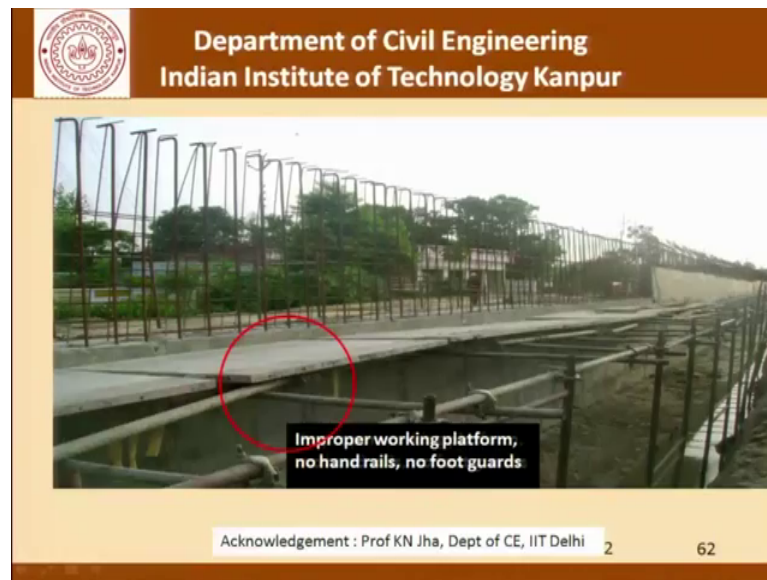 Department of Civil Engineering
Indian Institute of Technology Kanpur
Improper working platform,
no hand rails, no foot guards
Acknowledgement : Prof KN Jha, Dept of CE, IIT Delhi
2
62